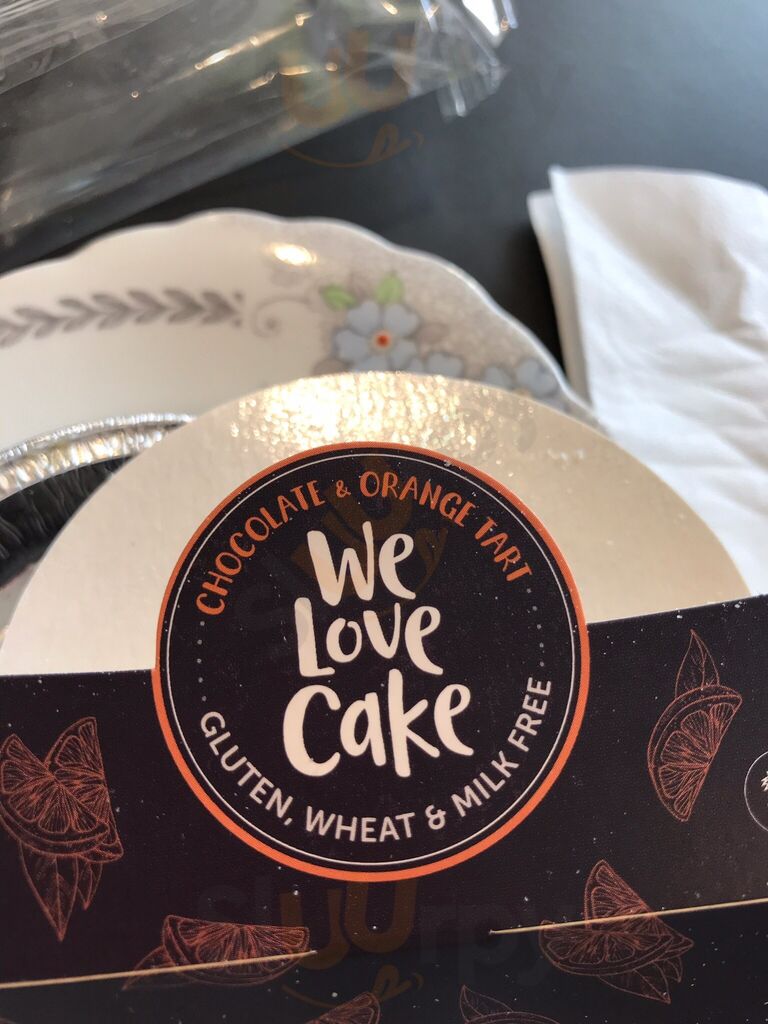 CHOCOLATE & ORANGE TART
We
Love
Cake
GLUTEN, WHEAT & MILK FREE